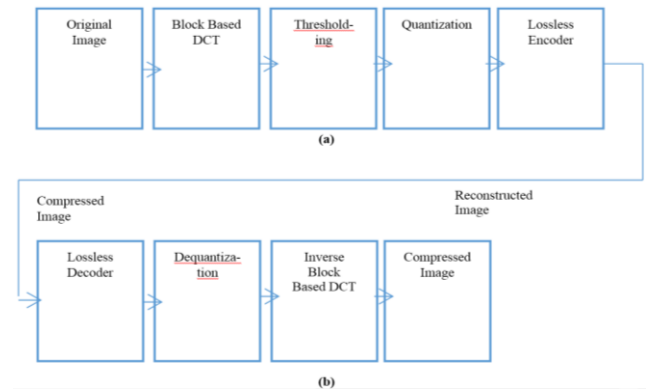 Original
Image
Block Based
DCT
Threshold-
ing
Quantization
Lossless
Encoder
(a)
Compressed
Image
Reconstructed
Image
Lossless
Decoder
Dequantiza-
tion
Inverse
Block
Based DCT
Compressed
Image
(b)